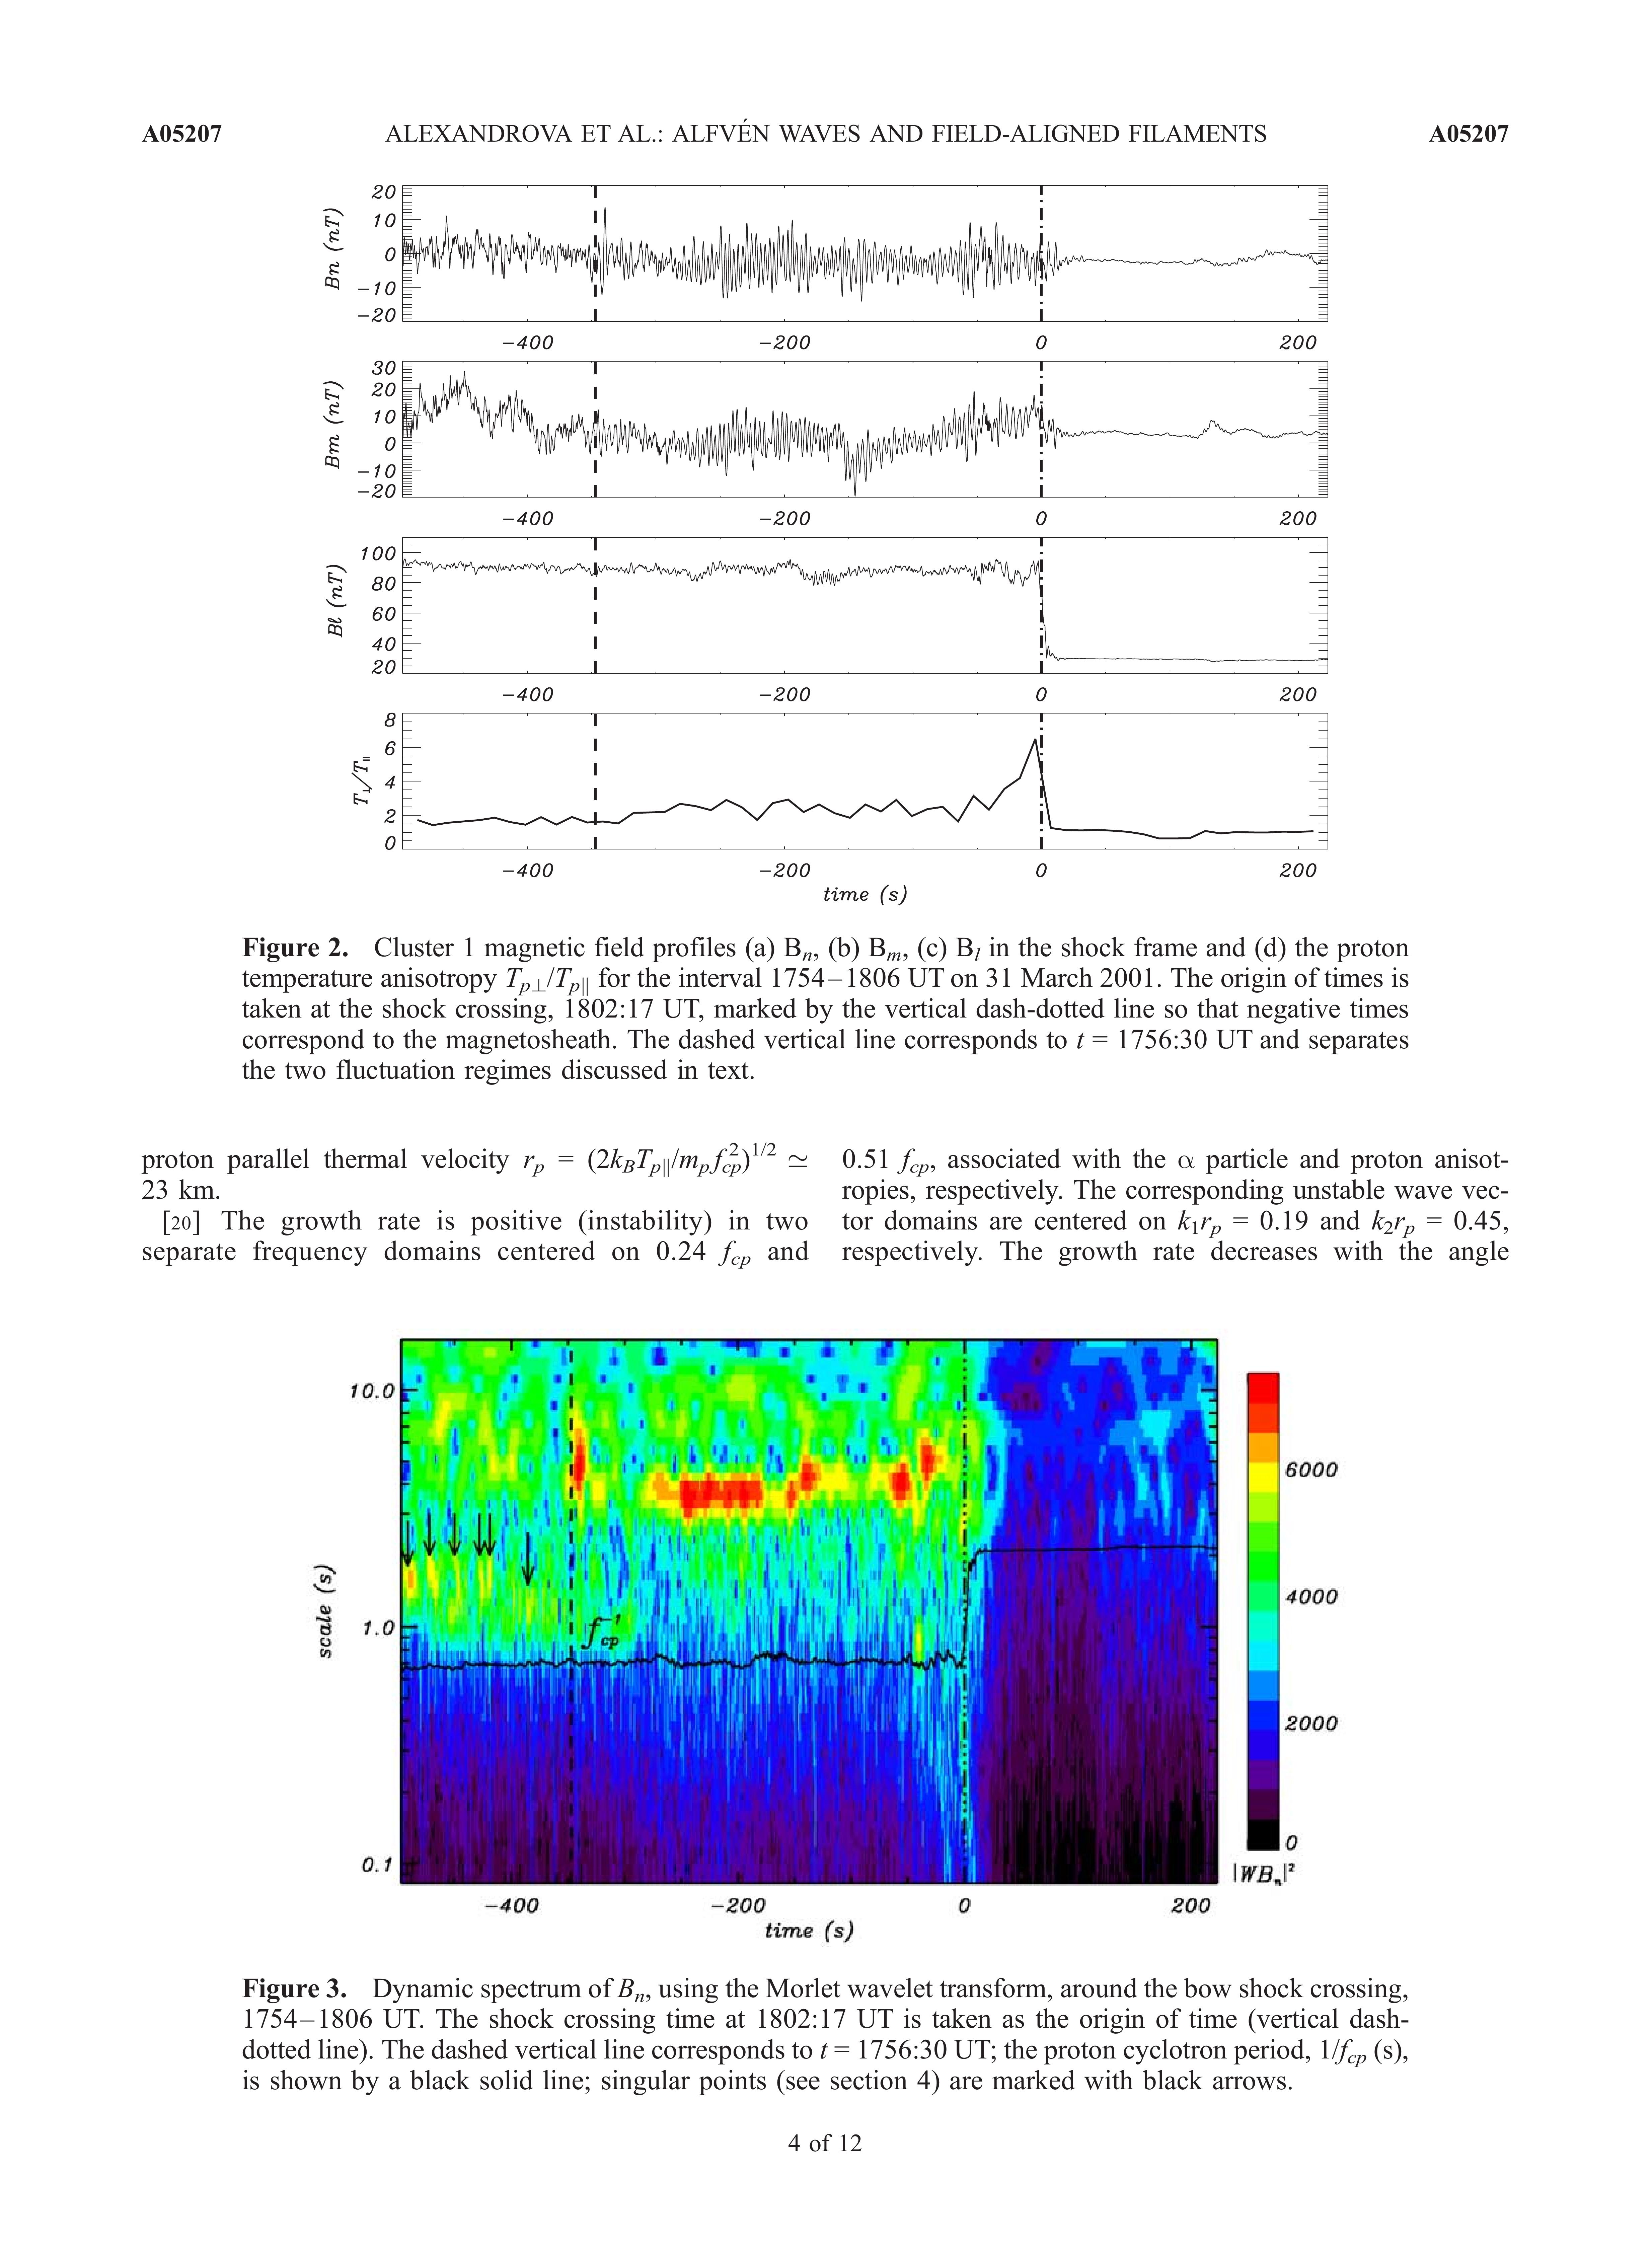 A05207 ALEXANDROVA ET AL.: ALFVÉN WAVES AND FIELD-ALIGNED FILAMENTS A05207
20
10
0
−10
−20
Bn (nT)
−400 −200 0 200
30
20
10
0
−10
−20
Bm (nT)
−400 −200 0 200
100
80
60
40
20
Bℓ (nT)
−400 −200 0 200
8
6
4
2
0
T⊥/T∥
−400 −200 0 200
time (s)
Figure 2. Cluster 1 magnetic field profiles (a) Bn, (b) Bm, (c) Bl in the shock frame and (d) the proton
temperature anisotropy Tp⊥/Tp∥ for the interval 1754–1806 UT on 31 March 2001. The origin of times is
taken at the shock crossing, 1802:17 UT, marked by the vertical dash-dotted line so that negative times
correspond to the magnetosheath. The dashed vertical line corresponds to t = 1756:30 UT and separates
the two fluctuation regimes discussed in text.
proton parallel thermal velocity rp = (2kBTp∥/mpf²cp)^1/2 ≃
23 km.
[20] The growth rate is positive (instability) in two
separate frequency domains centered on 0.24 fcp and
0.51 fcp, associated with the α particle and proton anisot-
ropies, respectively. The corresponding unstable wave vec-
tor domains are centered on k1rp = 0.19 and k2rp = 0.45,
respectively. The growth rate decreases with the angle
10.0
1.0
0.1
scale (s)
f⁻¹cp
−400 −200 0 200
time (s)
6000
4000
2000
0
|WBn|²
Figure 3. Dynamic spectrum of Bn, using the Morlet wavelet transform, around the bow shock crossing,
1754–1806 UT. The shock crossing time at 1802:17 UT is taken as the origin of time (vertical dash-
dotted line). The dashed vertical line corresponds to t = 1756:30 UT; the proton cyclotron period, 1/fcp (s),
is shown by a black solid line; singular points (see section 4) are marked with black arrows.
4 of 12